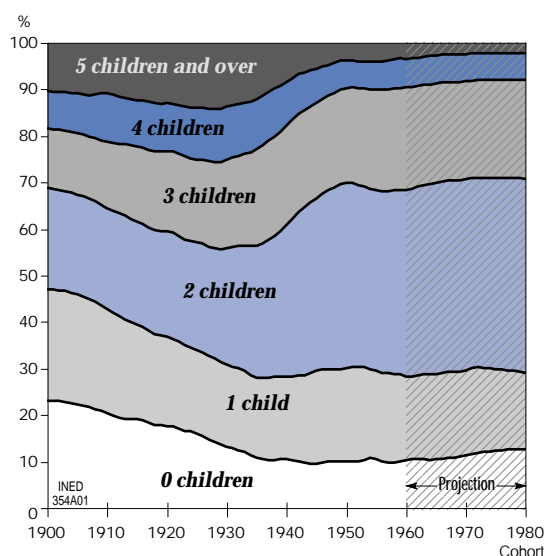 %
100
5 children and over
90
4 children
80
3 children
70
60
50
2 children
40
30
1 child
20
0 children
10
INED
354A01
Projection
0
1900 1910 1920 1930 1940 1950 1960 1970 1980
Cohort